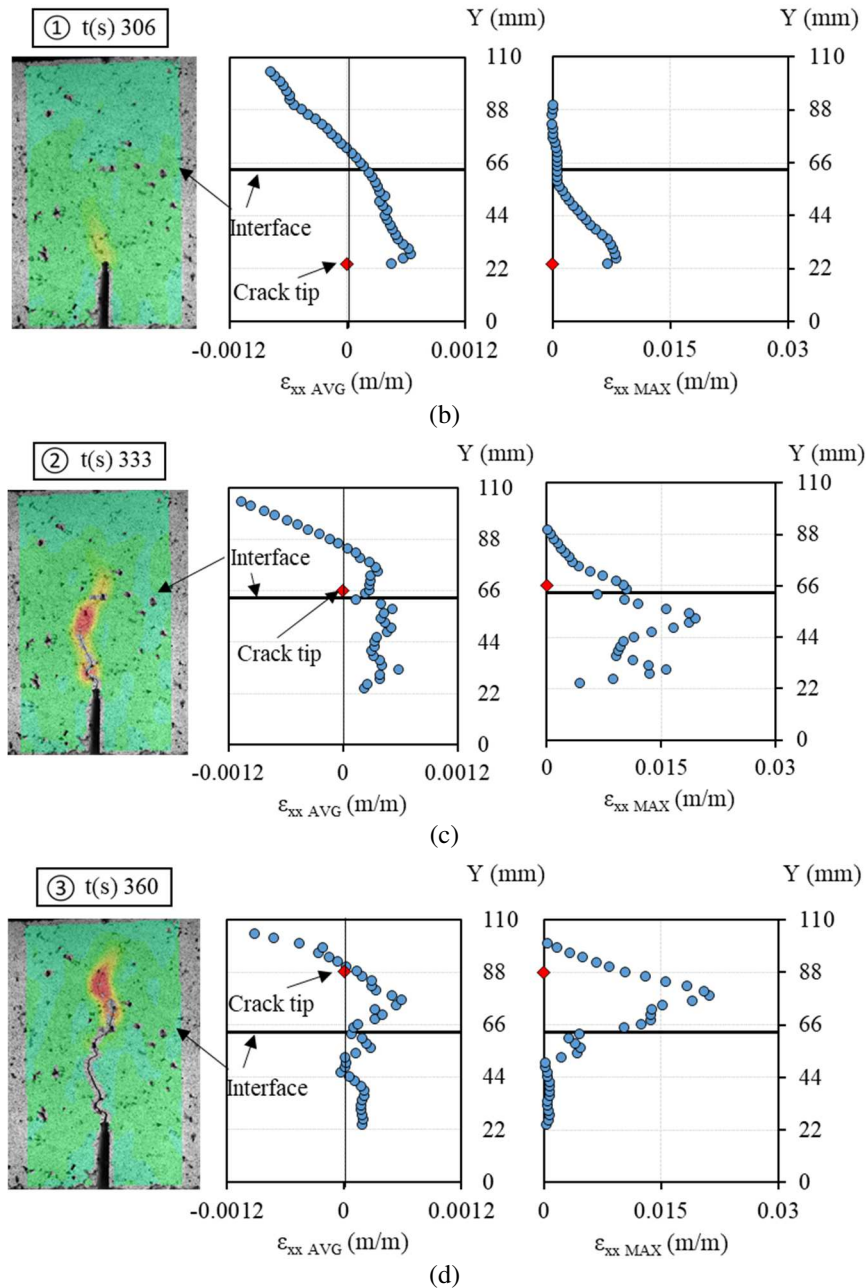 ① t(s) 306
Y (mm)
Y (mm)
110
110
88
88
66
66
Interface
44
44
Crack tip
22
22
0
0
-0.0012
0
0.0012
0
0.015
0.03
εxx AVG (m/m)
εxx MAX (m/m)
(b)
② t(s) 333
Y (mm)
Y (mm)
110
110
88
88
Interface
66
66
Crack tip
44
44
22
22
0
0
-0.0012
0
0.0012
0
0.015
0.03
εxx AVG (m/m)
εxx MAX (m/m)
(c)
③ t(s) 360
Y (mm)
Y (mm)
110
110
88
88
Crack tip
66
66
Interface
44
44
22
22
0
0
-0.0012
0
0.0012
0
0.015
0.03
εxx AVG (m/m)
εxx MAX (m/m)
(d)